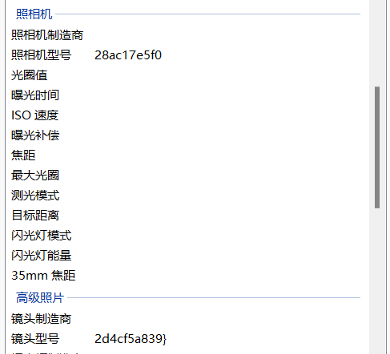 照相机
照相机制造商
照相机型号 28ac17e5f0
光圈值
曝光时间
ISO 速度
曝光补偿
焦距
最大光圈
测光模式
目标距离
闪光灯模式
闪光灯能量
35mm 焦距
高级照片
镜头制造商
镜头型号 2d4cf5a839}